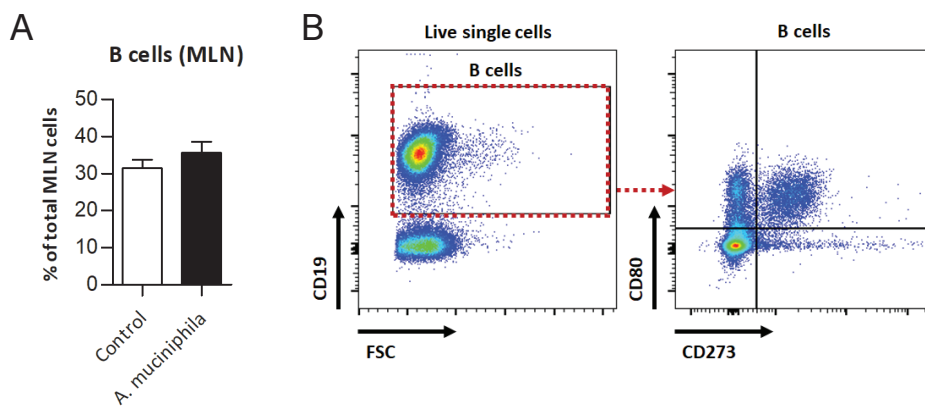 A
B cells (MLN)
% of total MLN cells
50
40
30
20
10
0
Control
A. muciniphila
B
Live single cells
B cells
CD19
FSC
B cells
CD80
CD273